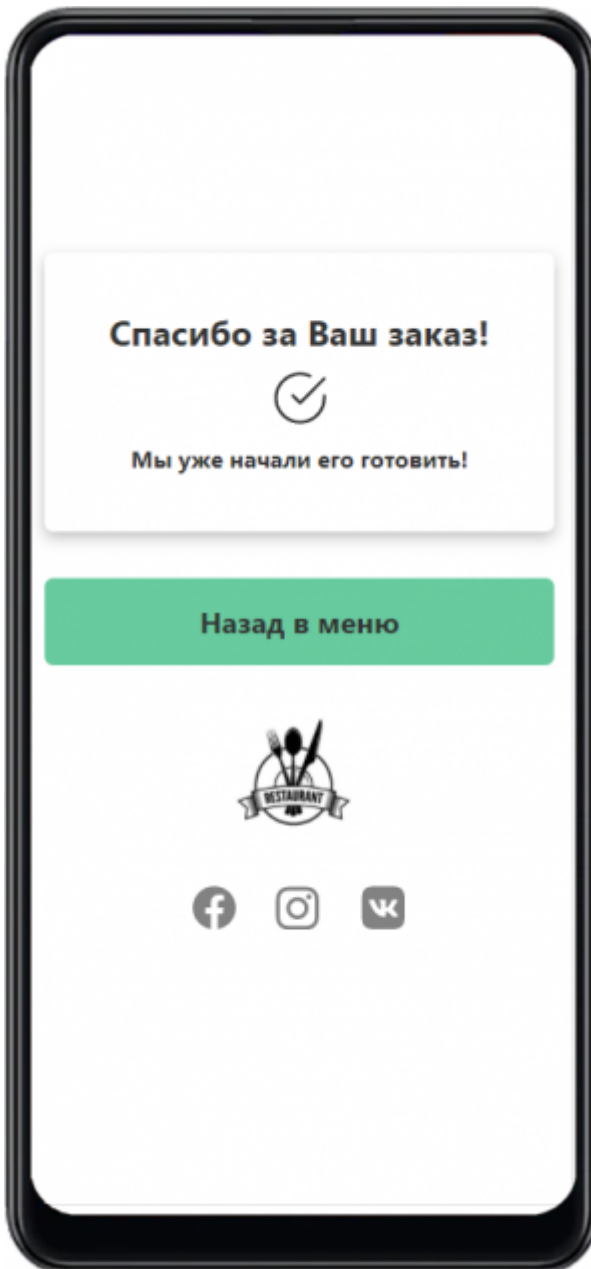 Спасибо за Ваш заказ!
Мы уже начали его готовить!
Назад в меню
RESTAURANT